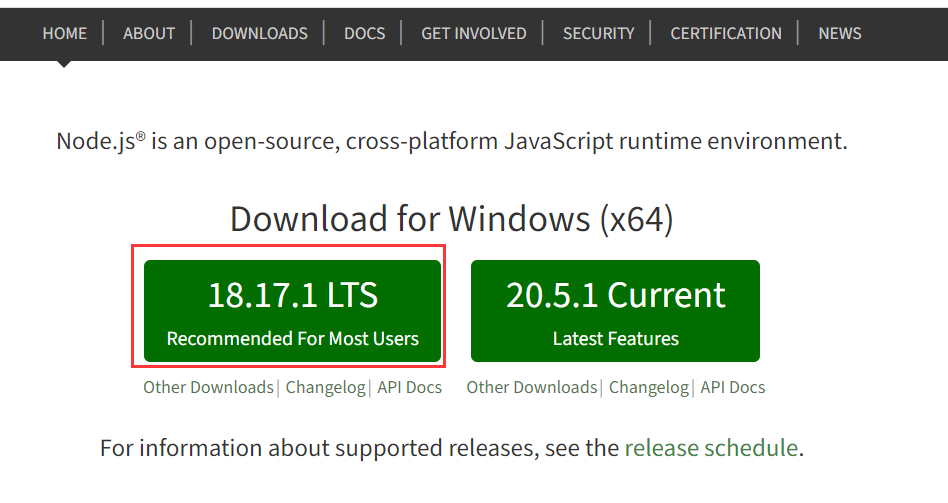 HOME | ABOUT | DOWNLOADS | DOCS | GET INVOLVED | SECURITY | CERTIFICATION | NEWS
Node.js® is an open-source, cross-platform JavaScript runtime environment.
Download for Windows (x64)
18.17.1 LTS
Recommended For Most Users
20.5.1 Current
Latest Features
Other Downloads | Changelog | API Docs
Other Downloads | Changelog | API Docs
For information about supported releases, see the release schedule.